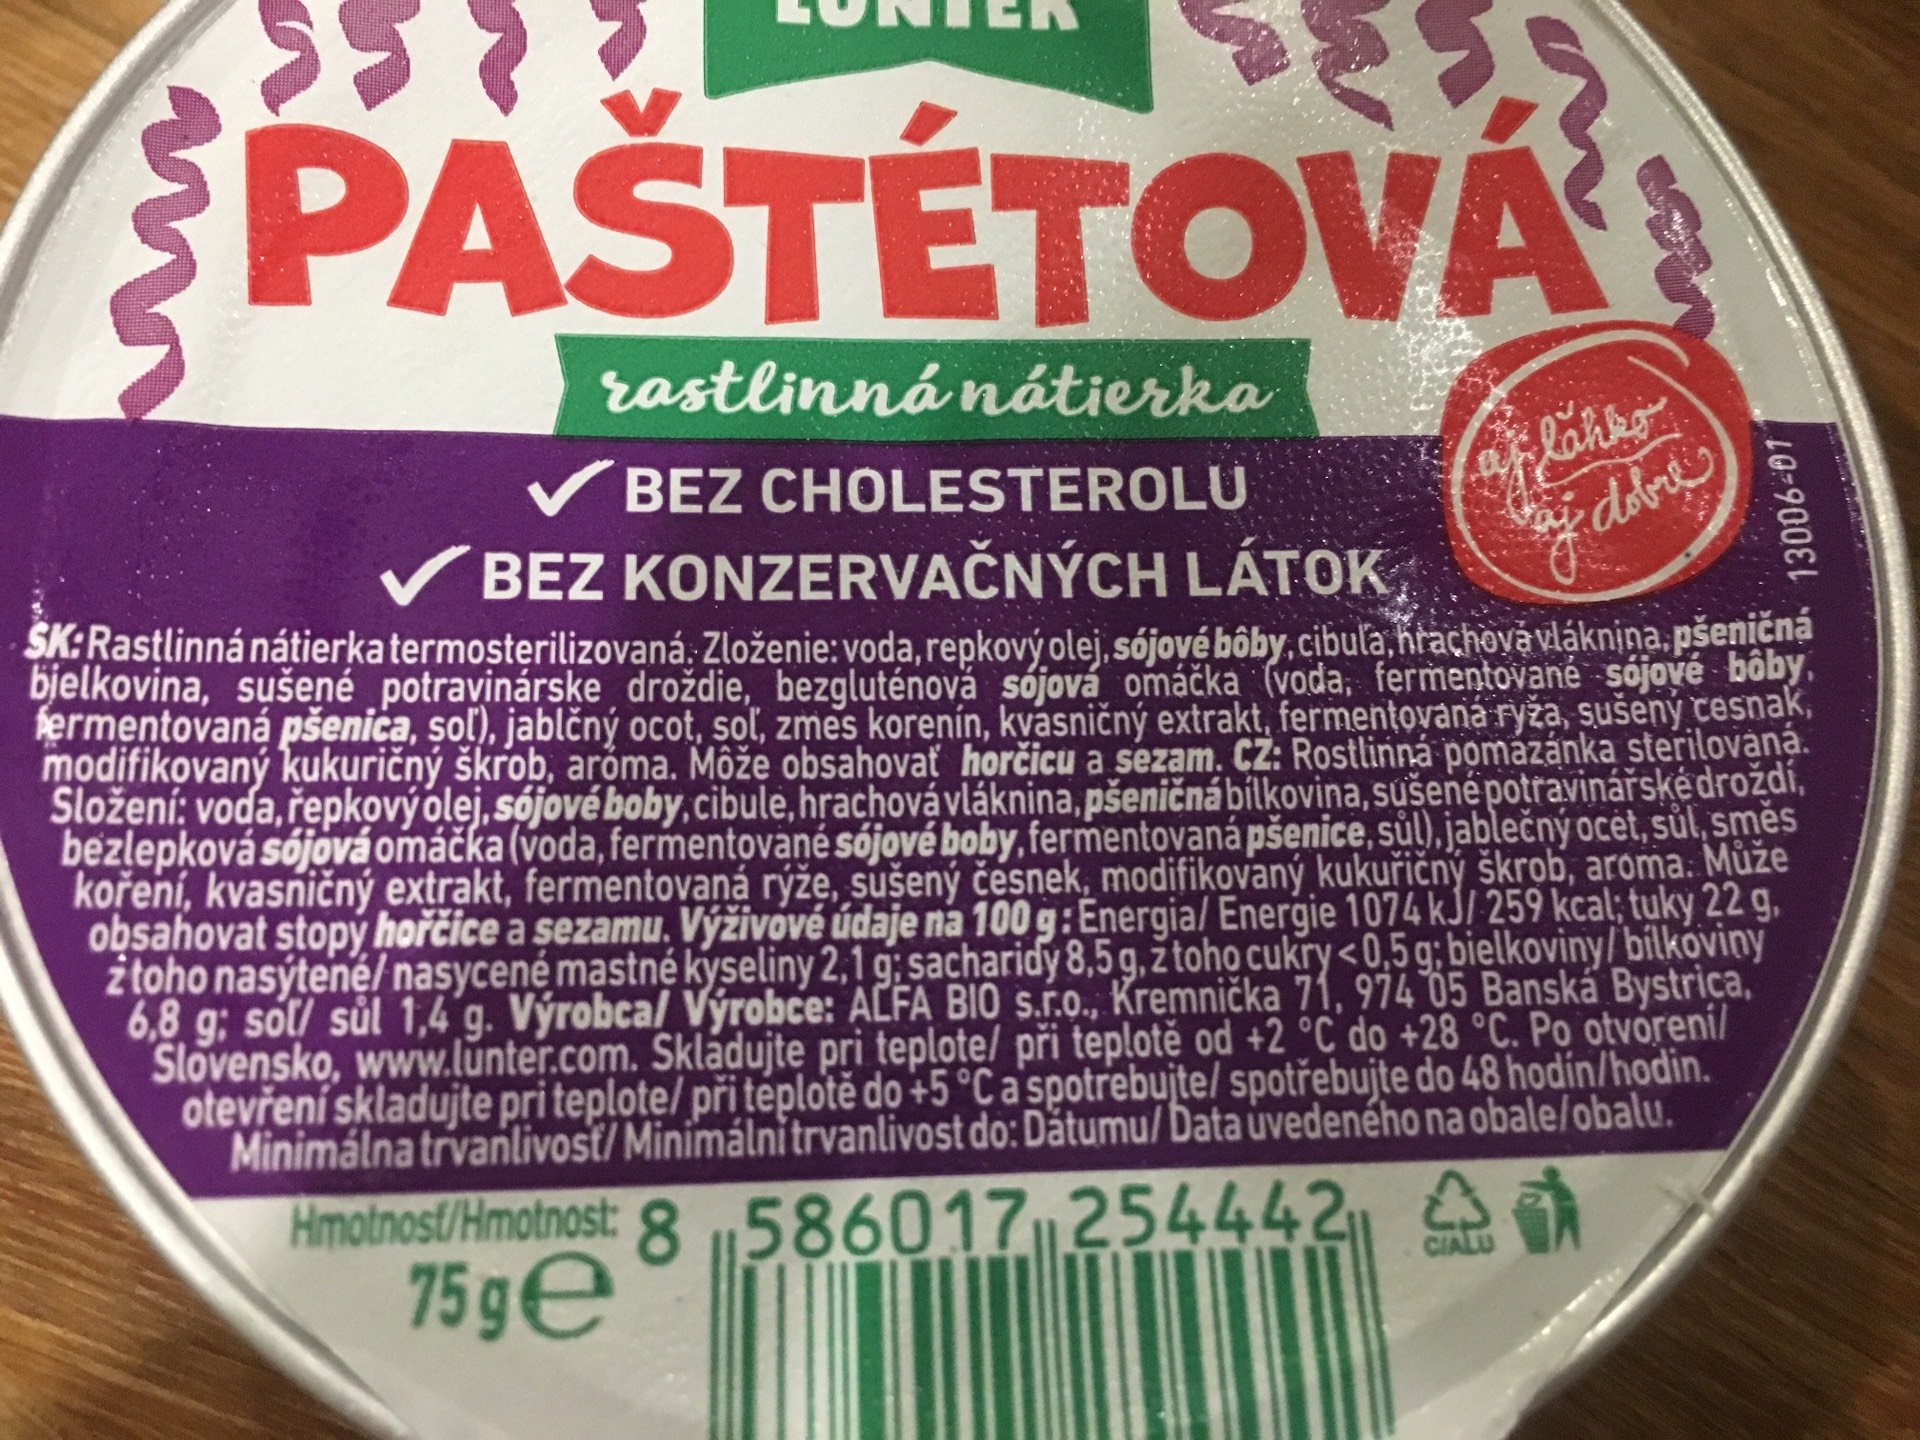 LUNTER
PAŠTÉTOVÁ
rastlinná nátierka
aj ľahko
aj dobre
✓ BEZ CHOLESTEROLU
✓ BEZ KONZERVAČNÝCH LÁTOK
13006-01
SK: Rastlinná nátierka termosterilizovaná. Zloženie: voda, repkový olej, sójové bôby, cibuľa, hrachová vláknina, pšeničná
bielkovina, sušené potravinárske droždie, bezgluténová sójová omáčka (voda, fermentované sójové bôby,
fermentovaná pšenica, soľ), jablčný ocot, soľ, zmes korenín, kvasničný extrakt, fermentovaná ryža, sušený cesnak,
modifikovaný kukuričný škrob, aróma. Môže obsahovať horčicu a sezam. CZ: Rostlinná pomazánka sterilovaná.
Složení: voda, řepkový olej, sójové boby, cibule, hrachová vláknina, pšeničná bílkovina, sušené potravinářské droždí,
bezlepková sójová omáčka (voda, fermentované sójové boby, fermentovaná pšenice, sůl), jablečný ocet, sůl, směs
koření, kvasničný extrakt, fermentovaná rýže, sušený česnek, modifikovaný kukuřičný škrob, aroma. Může
obsahovat stopy hořčice a sezamu. Výživové údaje na 100 g: Energia/ Energie 1074 kJ/ 259 kcal; tuky 22 g,
z toho nasýtené/ nasycené mastné kyseliny 2,1 g; sacharidy 8,5 g, z toho cukry < 0,5 g; bielkoviny/ bílkoviny
6,8 g; soľ/ sůl 1,4 g. Výrobca/ Výrobce: ALFA BIO s.r.o., Kremnička 71, 974 05 Banská Bystrica,
Slovensko, www.lunter.com. Skladujte pri teplote/ při teplotě od +2 °C do +28 °C. Po otvorení/
otevření skladujte pri teplote/ při teplotě do +5 °C a spotrebujte/ spotřebujte do 48 hodín/hodin.
Minimálna trvanlivosť/ Minimální trvanlivost do: Dátumu/ Data uvedeného na obale/obalu.
Hmotnosť/Hmotnost:
75 g e
8 586017 254442
C/ALU